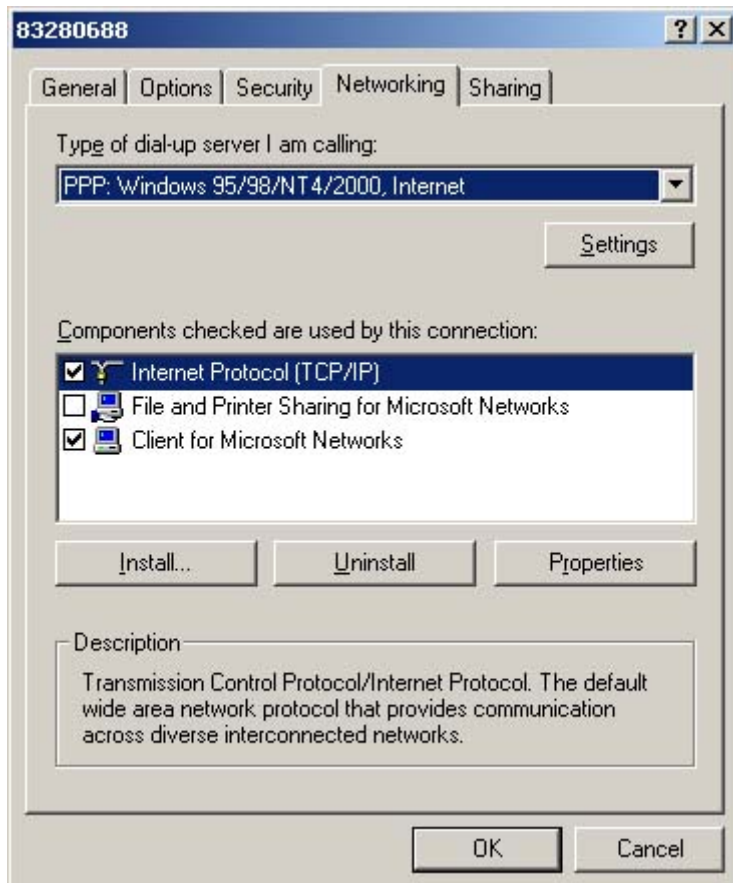 83280688
General Options Security Networking Sharing
Type of dial-up server I am calling:
PPP: Windows 95/98/NT4/2000, Internet
Settings
Components checked are used by this connection:
Internet Protocol (TCP/IP)
File and Printer Sharing for Microsoft Networks
Client for Microsoft Networks
Install... Uninstall Properties
Description
Transmission Control Protocol/Internet Protocol. The default
wide area network protocol that provides communication
across diverse interconnected networks.
OK Cancel